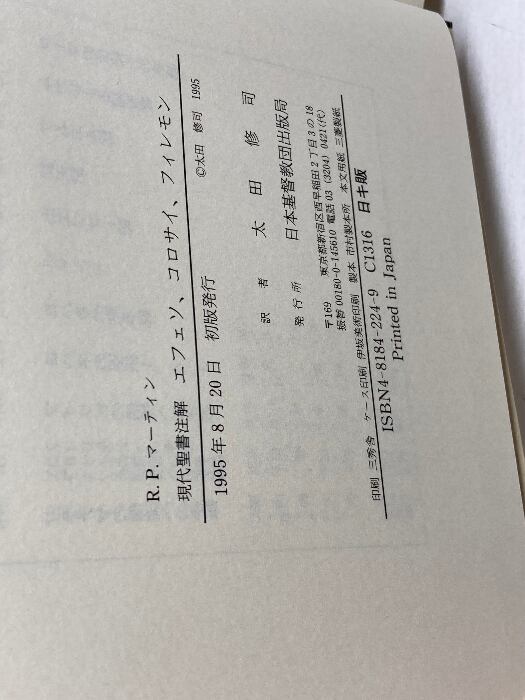 R. P. マーティン
現代聖書注解 エフェソ、コロサイ、フィレモン
©太田 修司 1995
1995年8月20日 初版発行
訳者 太田修司
発行所 日本基督教団出版局
〒169 東京都新宿区西早稲田2丁目3の18
振替 00180-0-145610 電話 03 (3204) 0421(代)
印刷 三秀舎 ケース印刷 伊坂美術印刷 製本 市村製本所 本文用紙 三菱製紙
ISBN4-8184-224-9 C1316 日キ販
Printed in Japan